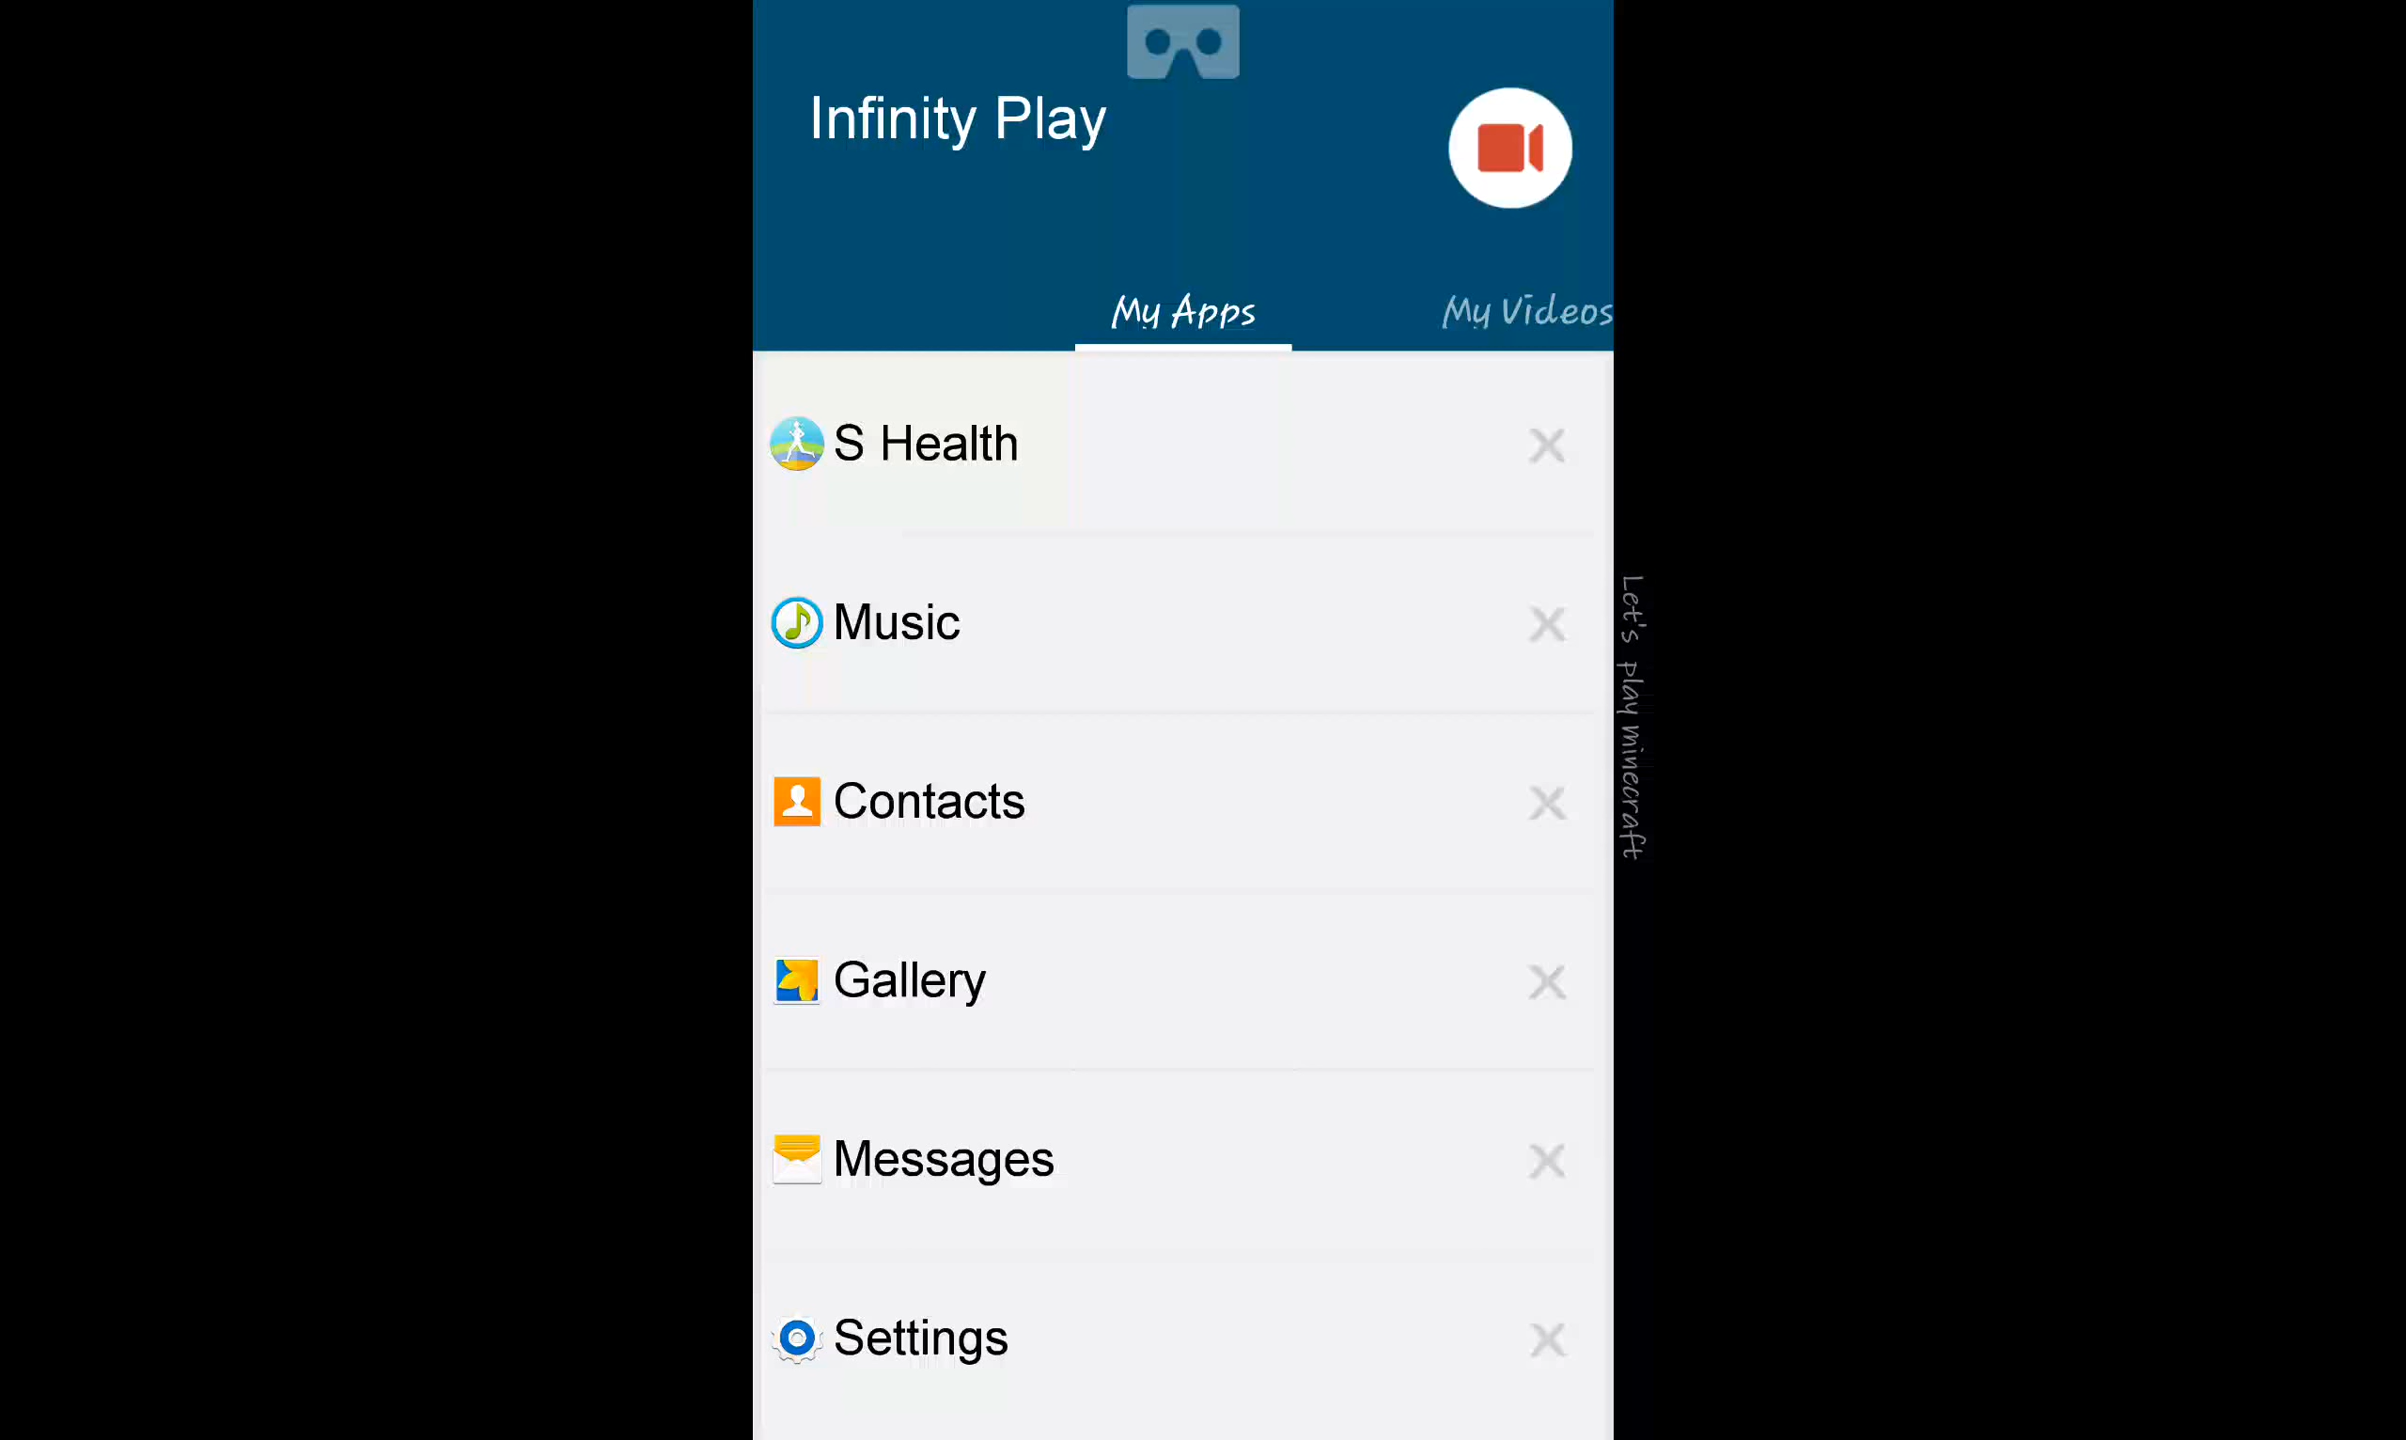 Infinity Play
My Apps
My Videos
S Health
Music
Contacts
Gallery
Messages
Settings
Let's play minecraft